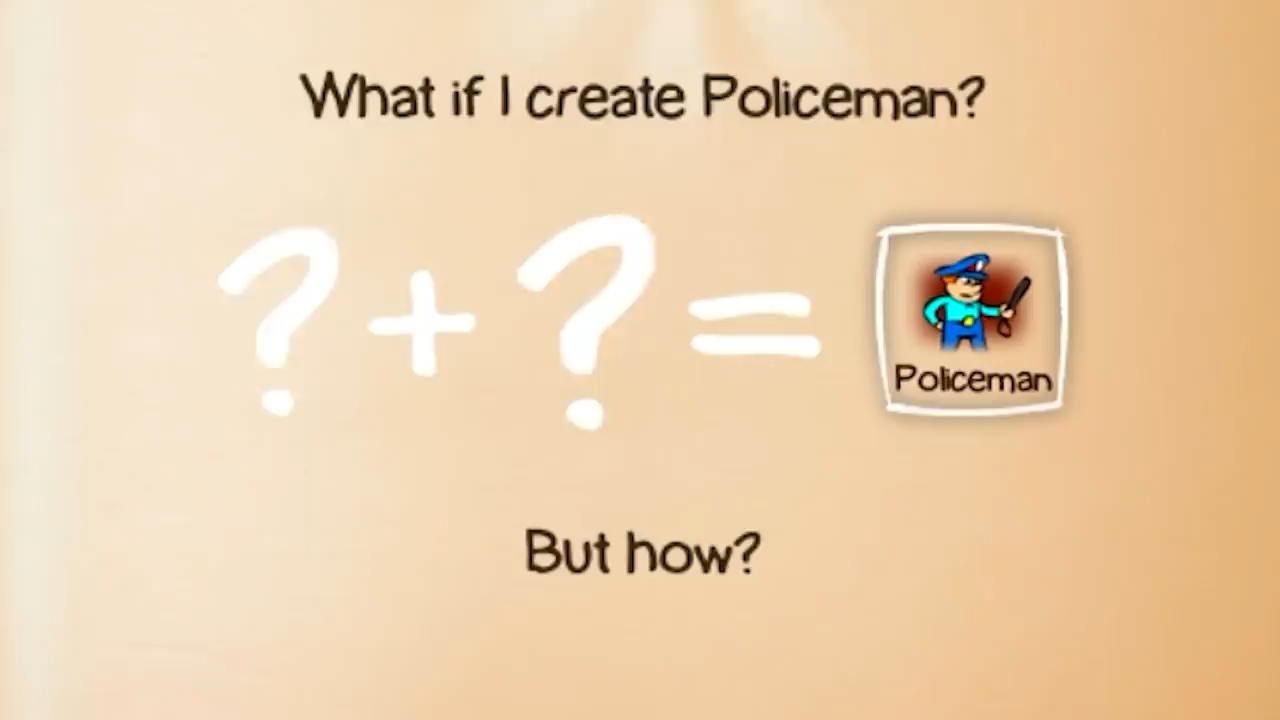 What if I create Policeman?
? + ? =
Policeman
But how?